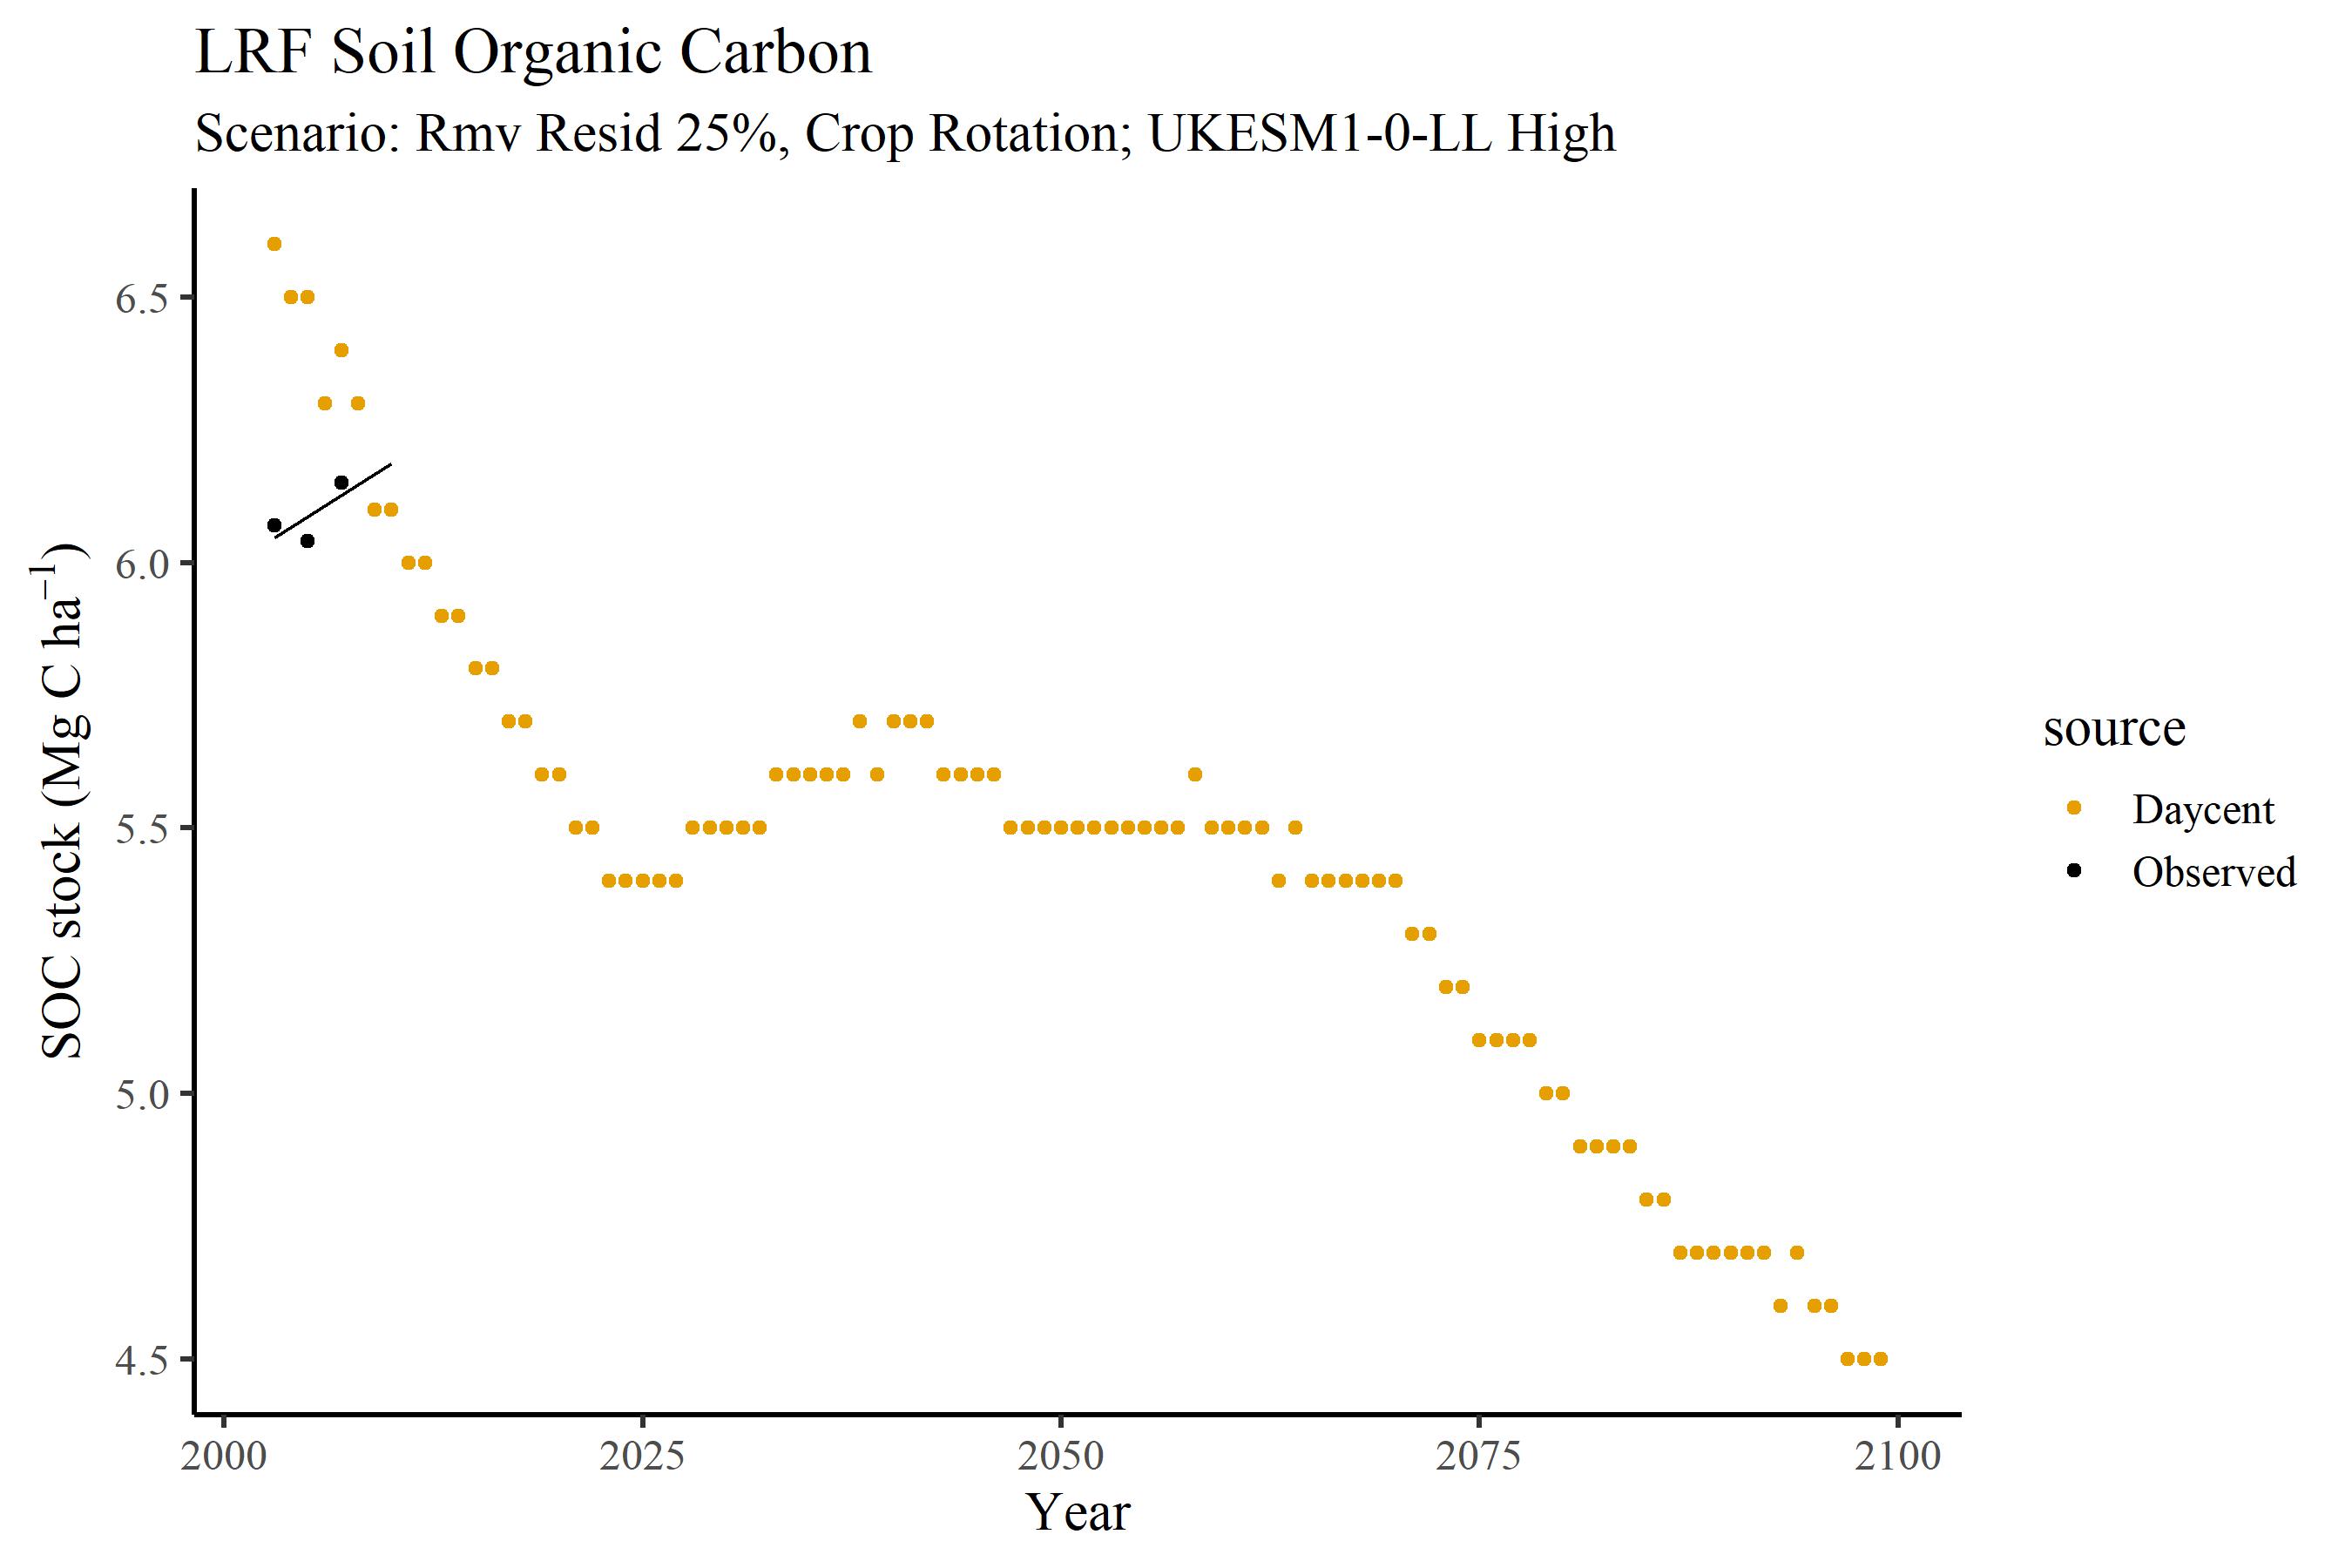 LRF Soil Organic Carbon
Scenario: Rmv Resid 25%, Crop Rotation; UKESM1-0-LL High
SOC stock (Mg C ha⁻¹)
6.5
6.0
5.5
5.0
4.5
2000 2025 2050 2075 2100
Year
source
Daycent
Observed